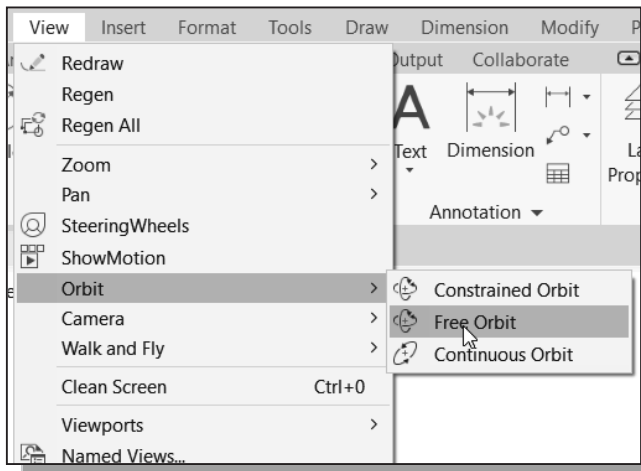 View Insert Format Tools Draw Dimension Modify
Output Collaborate
Redraw
Regen
Regen All
Zoom
Pan
SteeringWheels
ShowMotion
Orbit
Camera
Walk and Fly
Clean Screen Ctrl+0
Viewports
Named Views...
Text Dimension
Annotation
Constrained Orbit
Free Orbit
Continuous Orbit